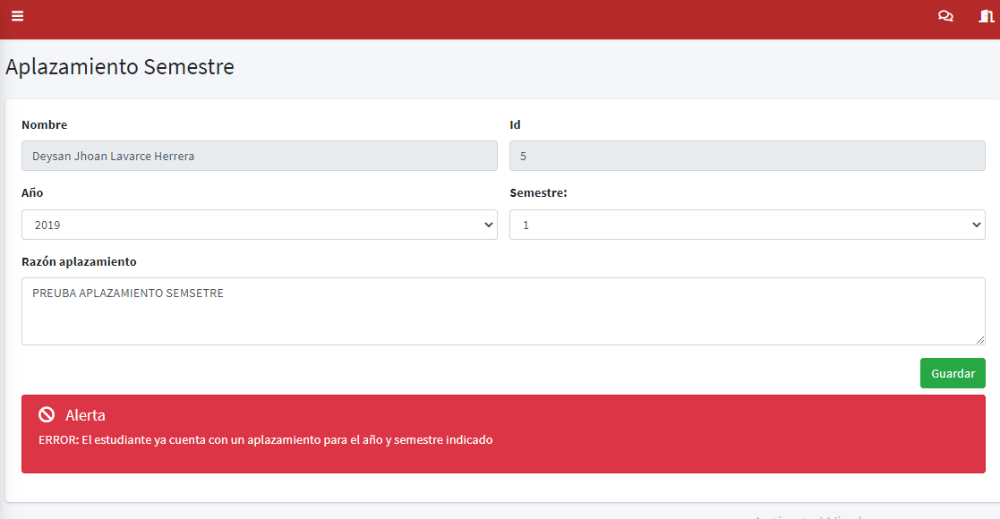 Aplazamiento Semestre
Nombre
Id
Deysan Jhoan Lavarce Herrera
5
Año
Semestre:
2019
1
Razón aplazamiento
PREUBA APLAZAMIENTO SEMSETRE
Guardar
Alerta
ERROR: El estudiante ya cuenta con un aplazamiento para el año y semestre indicado